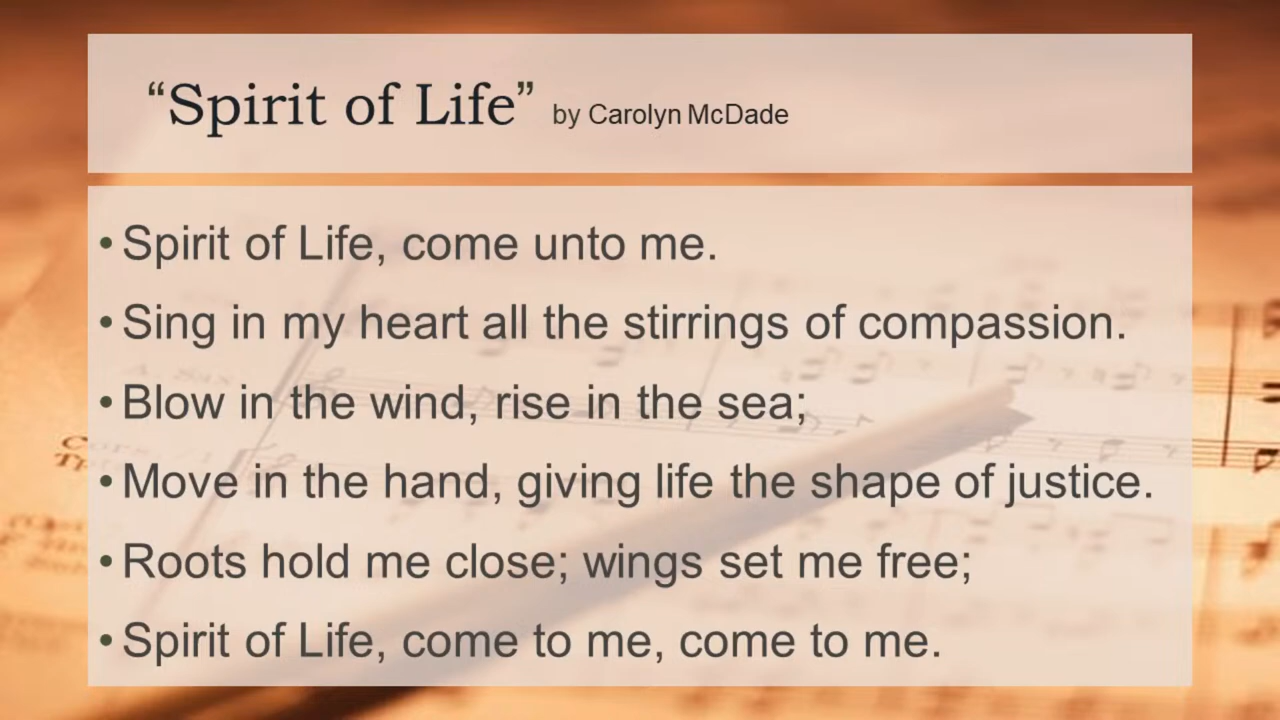 “Spirit of Life” by Carolyn McDade
• Spirit of Life, come unto me.
• Sing in my heart all the stirrings of compassion.
• Blow in the wind, rise in the sea;
• Move in the hand, giving life the shape of justice.
• Roots hold me close; wings set me free;
• Spirit of Life, come to me, come to me.